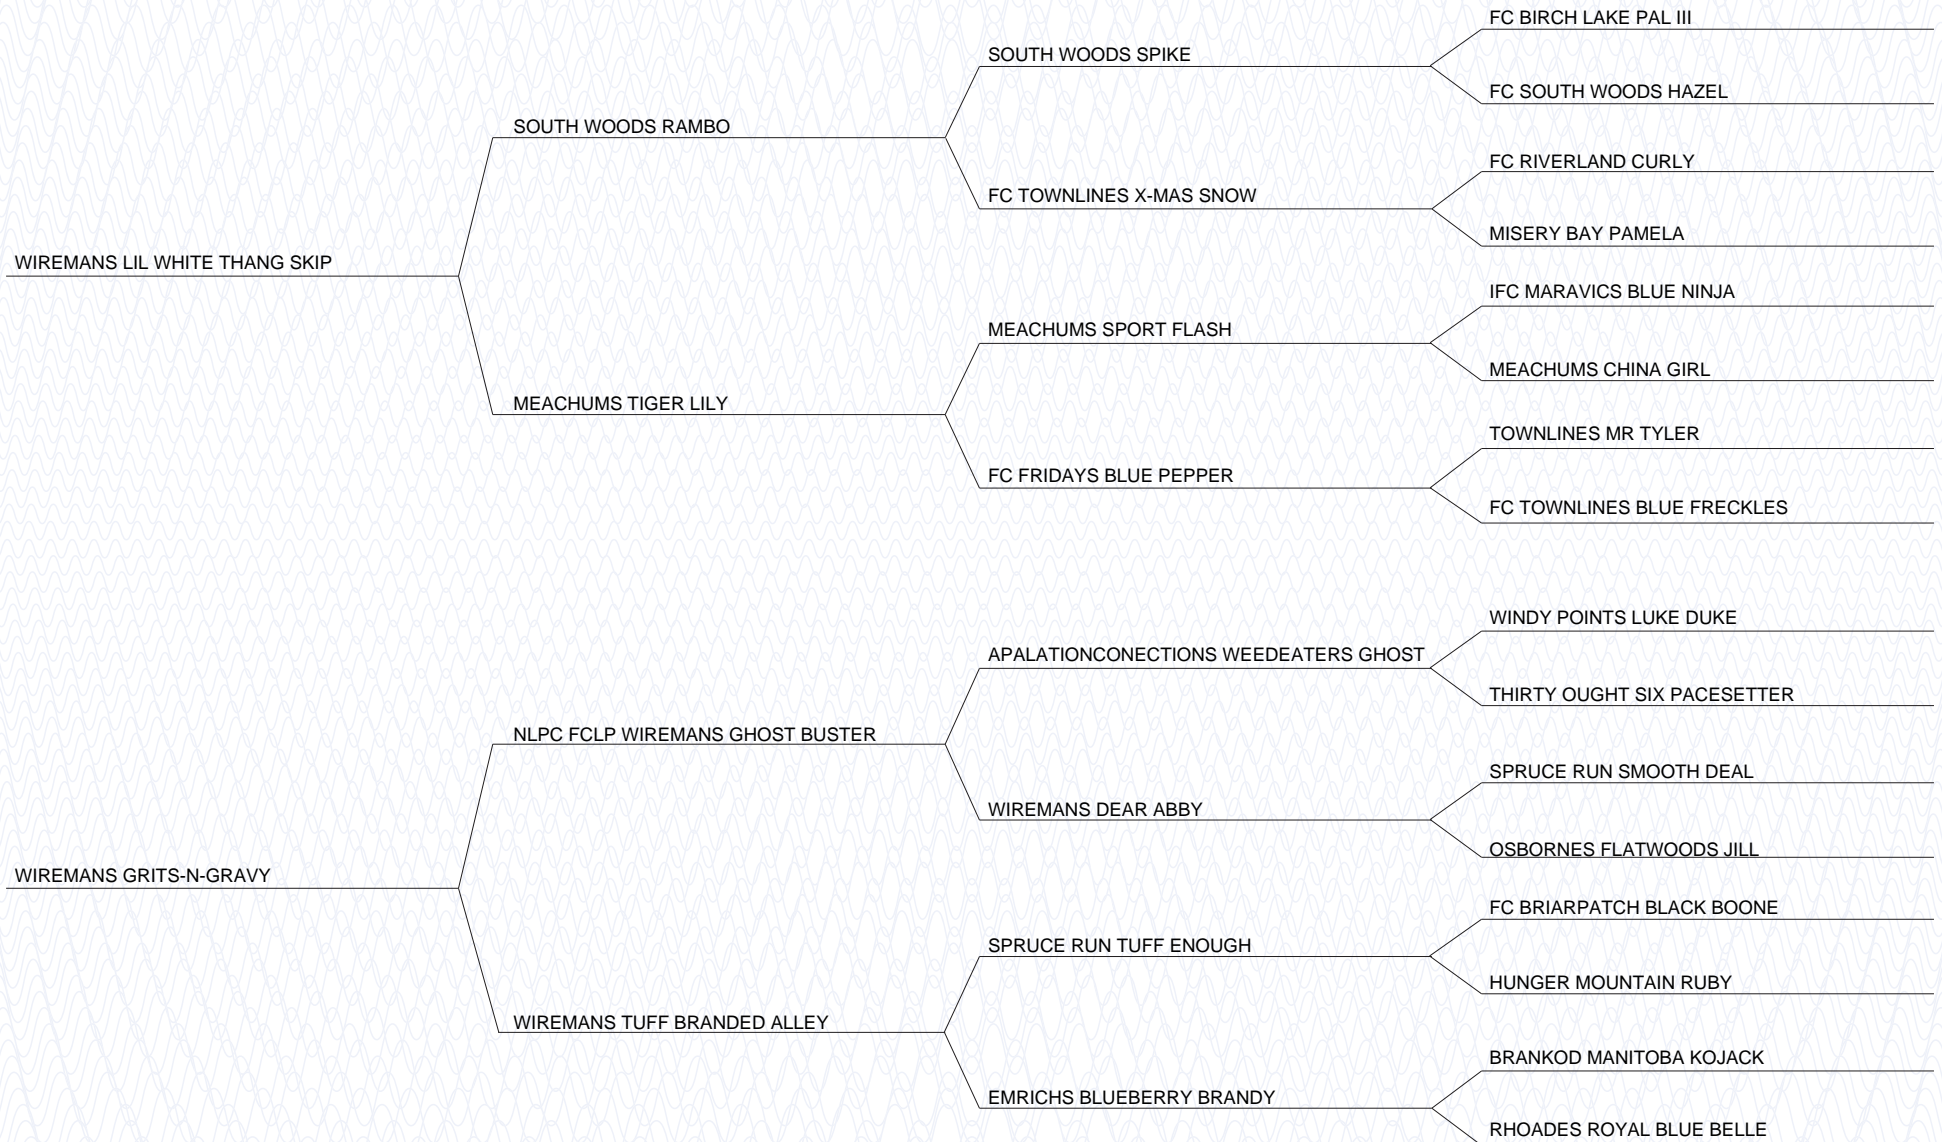 FC BIRCH LAKE PAL III
SOUTH WOODS SPIKE
FC SOUTH WOODS HAZEL
SOUTH WOODS RAMBO
FC RIVERLAND CURLY
FC TOWNLINES X-MAS SNOW
MISERY BAY PAMELA
WIREMANS LIL WHITE THANG SKIP
IFC MARAVICS BLUE NINJA
MEACHUMS SPORT FLASH
MEACHUMS CHINA GIRL
MEACHUMS TIGER LILY
TOWNLINES MR TYLER
FC FRIDAYS BLUE PEPPER
FC TOWNLINES BLUE FRECKLES
WINDY POINTS LUKE DUKE
APALATIONCONECTIONS WEEDEATERS GHOST
THIRTY OUGHT SIX PACESETTER
NLPC FCLP WIREMANS GHOST BUSTER
SPRUCE RUN SMOOTH DEAL
WIREMANS DEAR ABBY
OSBORNES FLATWOODS JILL
WIREMANS GRITS-N-GRAVY
FC BRIARPATCH BLACK BOONE
SPRUCE RUN TUFF ENOUGH
HUNGER MOUNTAIN RUBY
WIREMANS TUFF BRANDED ALLEY
BRANKOD MANITOBA KOJACK
EMRICHS BLUEBERRY BRANDY
RHOADES ROYAL BLUE BELLE